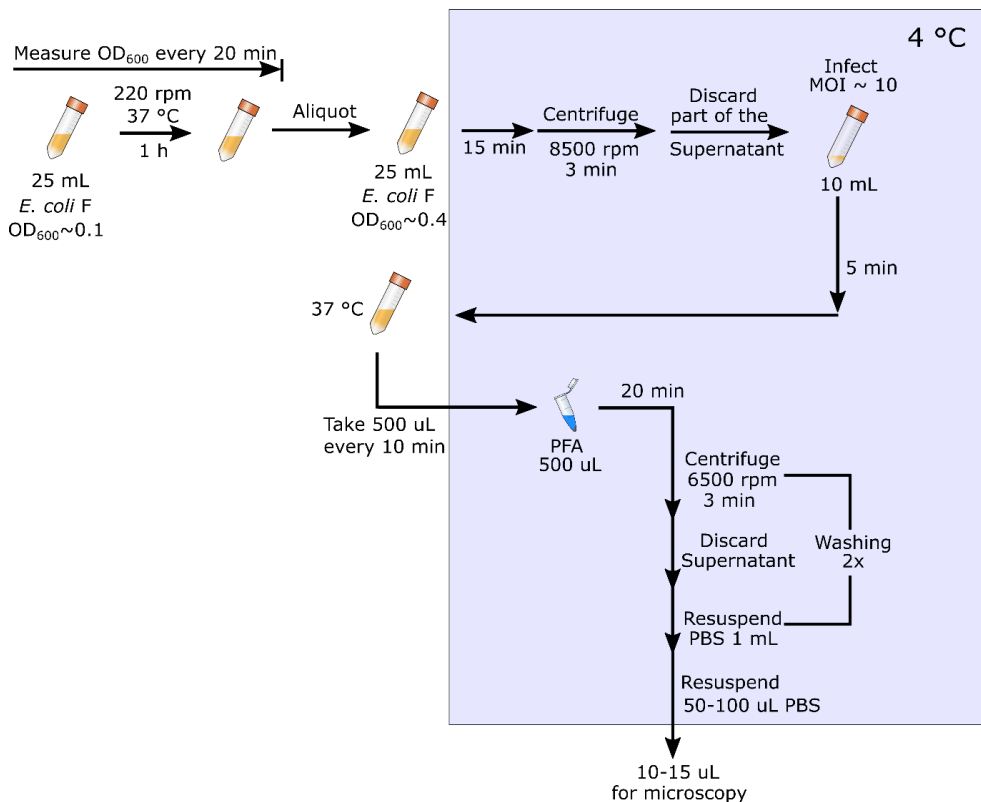 Measure OD₆₀₀ every 20 min
220 rpm
37 °C
1 h
25 mL
E. coli F
OD₆₀₀~0.1
Aliquot
25 mL
E. coli F
OD₆₀₀~0.4
4 °C
15 min
Centrifuge
8500 rpm
3 min
Discard
part of the
Supernatant
Infect
MOI ~ 10
10 mL
5 min
37 °C
Take 500 uL
every 10 min
PFA
500 uL
20 min
Centrifuge
6500 rpm
3 min
Discard
Supernatant
Washing
2x
Resuspend
PBS 1 mL
Resuspend
50-100 uL PBS
10-15 uL
for microscopy